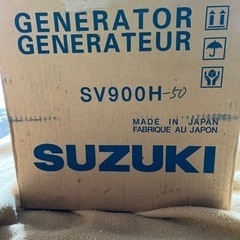 GENERATOR
GENERATEUR
SV900H-50
MADE IN JAPAN
FABRIQUE AU JAPON
SUZUKI